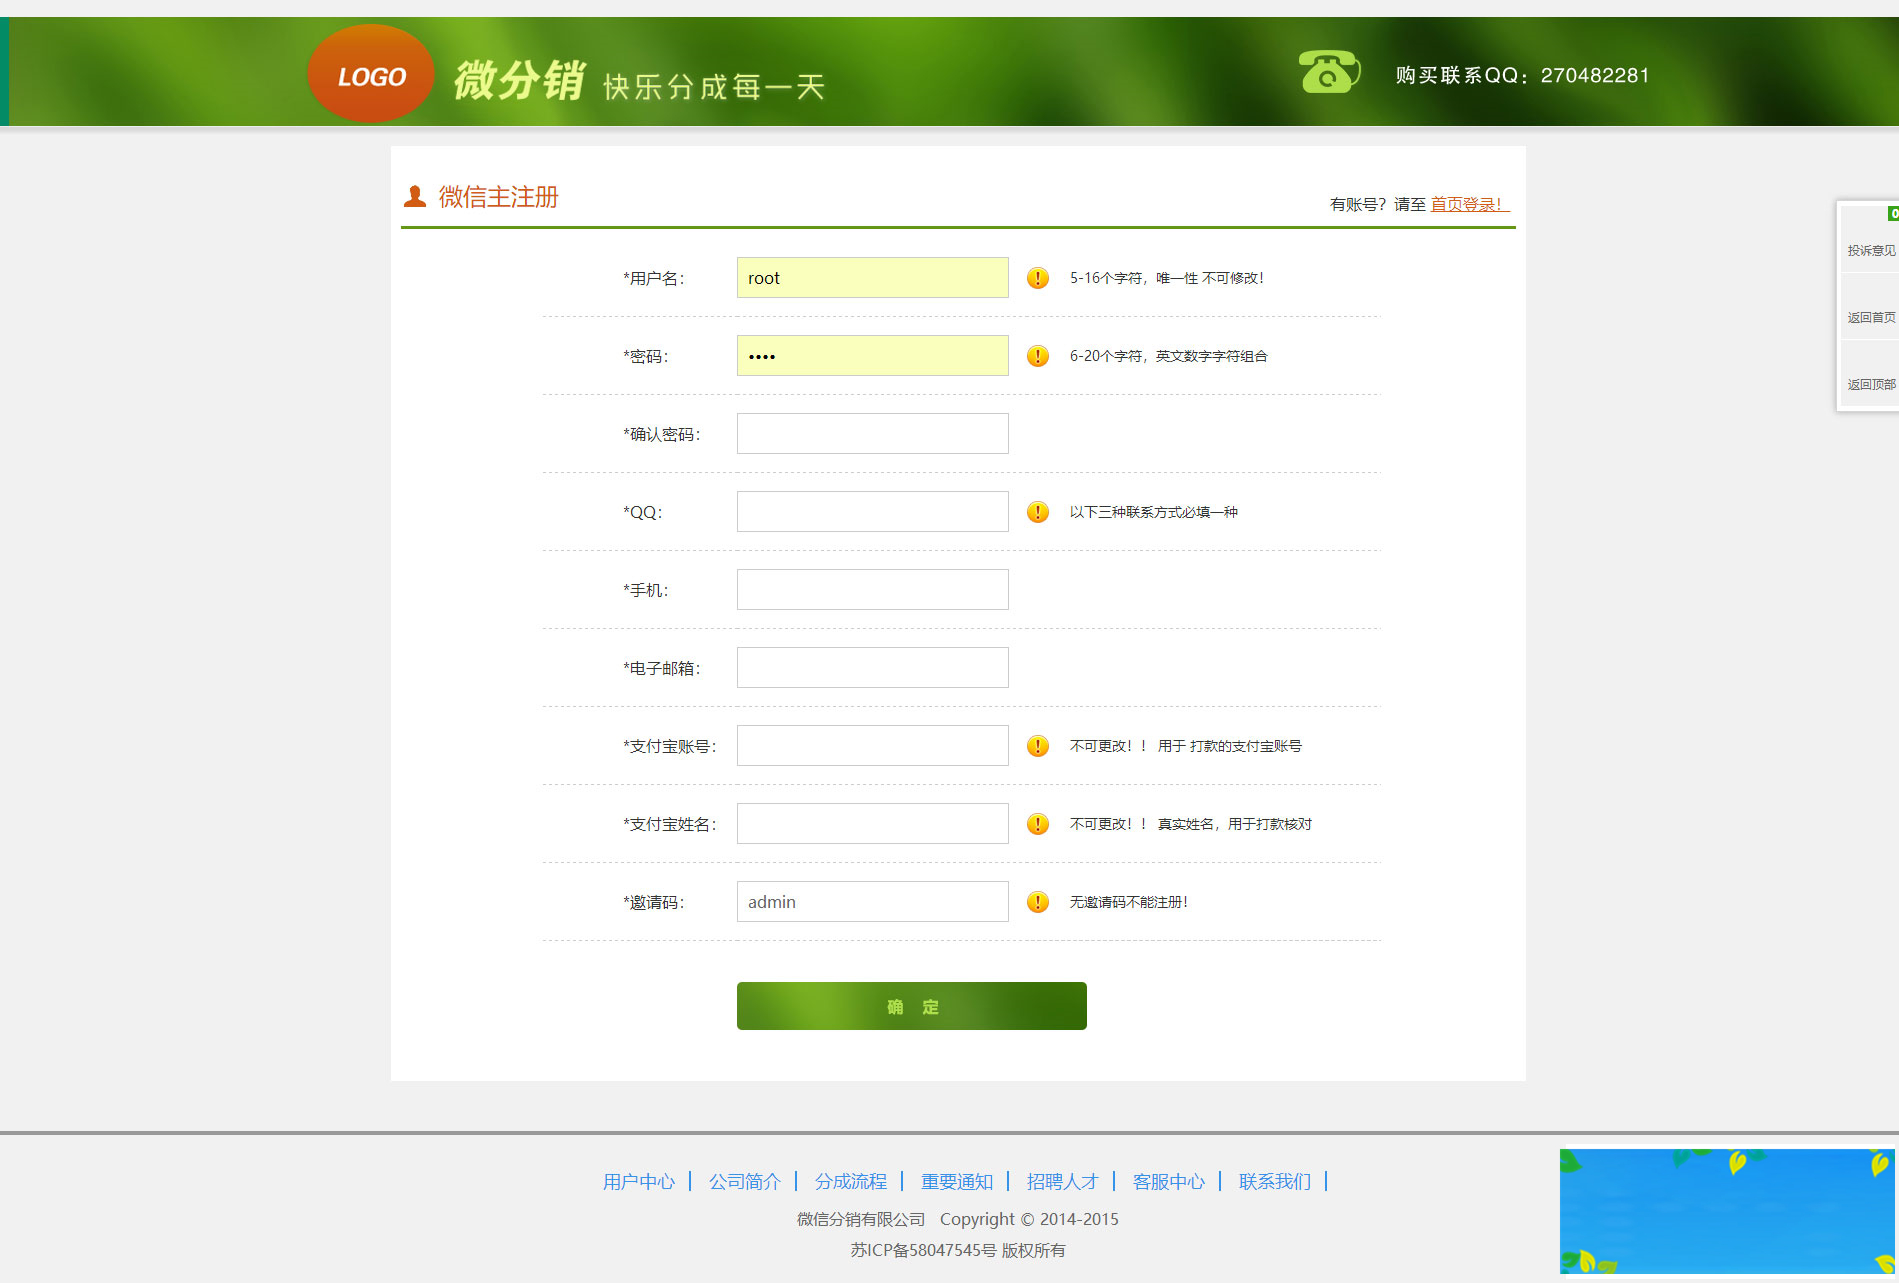 LOGO 微分销 快乐分成每一天 购买联系QQ：270482281
微信主注册
有账号？请至 首页登录！
0
投诉意见
返回首页
返回顶部
*用户名： root 5-16个字符，唯一性 不可修改！
*密码： •••• 6-20个字符，英文数字字符组合
*确认密码：
*QQ： 以下三种联系方式必填一种
*手机：
*电子邮箱：
*支付宝账号： 不可更改！！ 用于 打款的支付宝账号
*支付宝姓名： 不可更改！！ 真实姓名，用于打款核对
*邀请码： admin 无邀请码不能注册！
确 定
用户中心 | 公司简介 | 分成流程 | 重要通知 | 招聘人才 | 客服中心 | 联系我们 |
微信分销有限公司 Copyright © 2014-2015
苏ICP备58047545号 版权所有